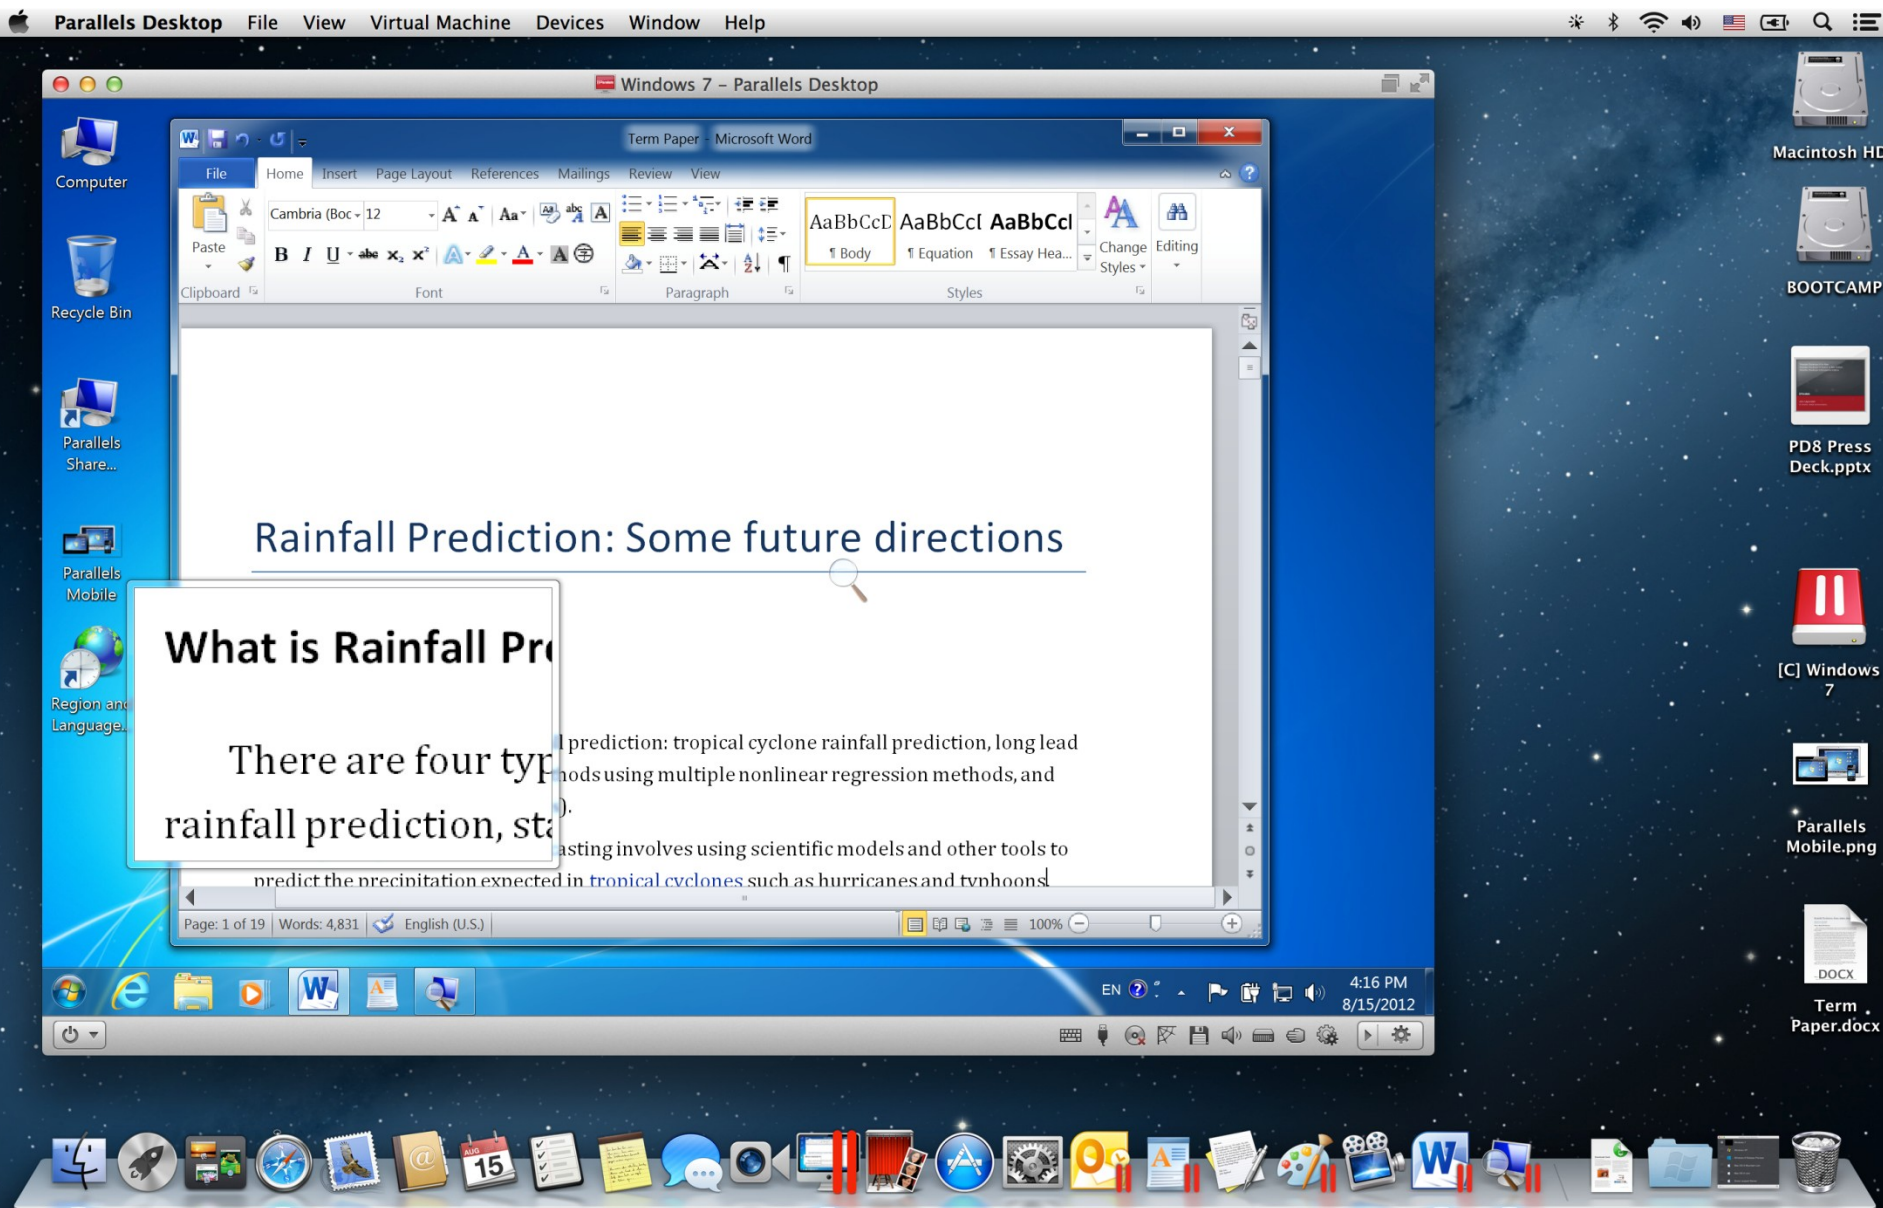 Parallels Desktop File View Virtual Machine Devices Window Help
Windows 7 – Parallels Desktop
Macintosh HD
BOOTCAMP
PD8 Press
Deck.pptx
[C] Windows
7
Parallels
Mobile.png
DOCX
Term
Paper.docx
Computer
Recycle Bin
Parallels
Share...
Parallels
Mobile
Region and
Language...
Term Paper - Microsoft Word
File Home Insert Page Layout References Mailings Review View
Cambria (Boc 12
Paste
AaBbCcD AaBbCcI AaBbCcI
¶ Body ¶ Equation ¶ Essay Hea...
Change
Styles
Editing
Clipboard Font Paragraph Styles
Rainfall Prediction: Some future directions
What is Rainfall Pre
There are four typ
rainfall prediction, sta
l prediction: tropical cyclone rainfall prediction, long lead
hods using multiple nonlinear regression methods, and
).
asting involves using scientific models and other tools to
predict the precipitation expected in tropical cyclones such as hurricanes and typhoons.
Page: 1 of 19 Words: 4,831 English (U.S.) 100%
EN 4:16 PM
8/15/2012
AUG
15